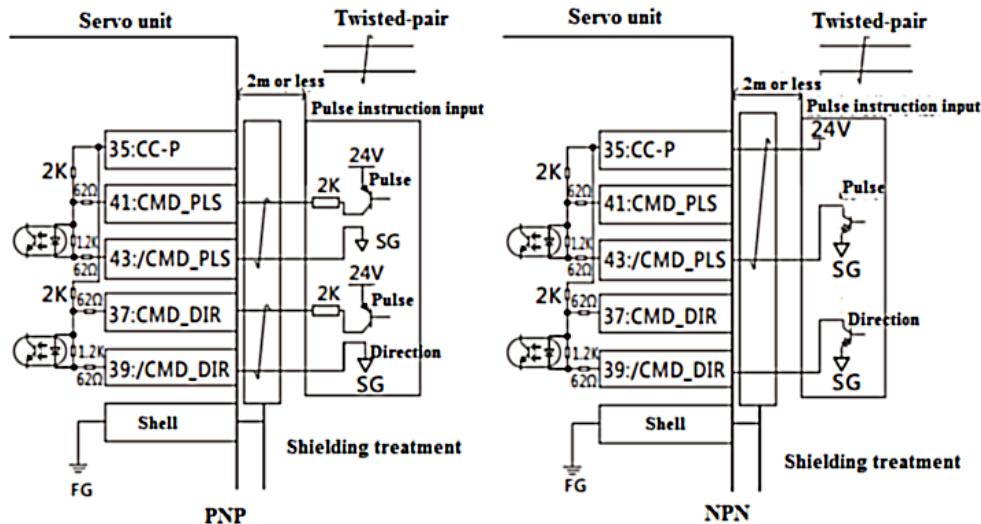 Servo unit
Twisted-pair
2m or less
Pulse instruction input
35:CC-P
24V
2K
2K
Pulse
62Ω
41:CMD_PLS
1.2K
43:/CMD_PLS
SG
62Ω
24V
2K
2K
Pulse
62Ω
37:CMD_DIR
1.2K
Direction
39:/CMD_DIR
62Ω
SG
Shell
Shielding treatment
FG
PNP
Servo unit
Twisted-pair
2m or less
Pulse instruction input
24V
35:CC-P
2K
62Ω
41:CMD_PLS
Pulse
1.2K
43:/CMD_PLS
62Ω
SG
2K
62Ω
37:CMD_DIR
Direction
1.2K
39:/CMD_DIR
62Ω
SG
Shell
Shielding treatment
FG
NPN